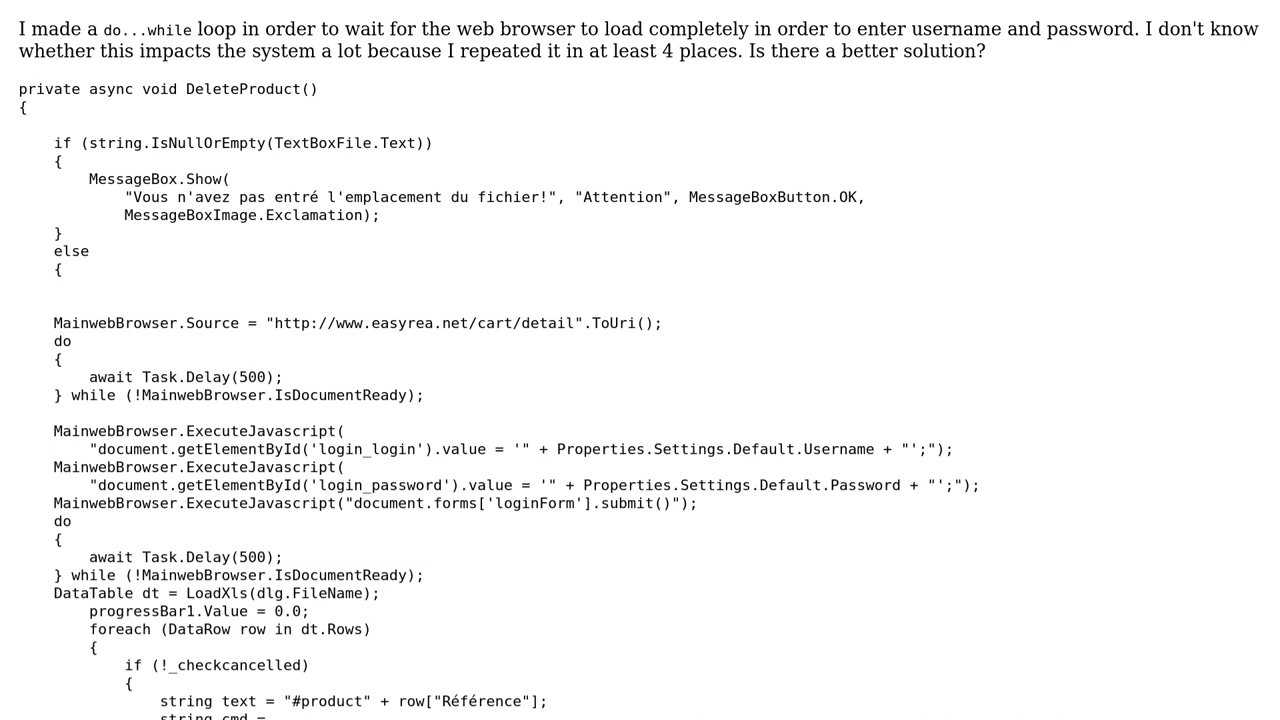 I made a do...while loop in order to wait for the web browser to load completely in order to enter username and password. I don't know
whether this impacts the system a lot because I repeated it in at least 4 places. Is there a better solution?
private async void DeleteProduct()
{
    if (string.IsNullOrEmpty(TextBoxFile.Text))
    {
        MessageBox.Show(
            "Vous n'avez pas entré l'emplacement du fichier!", "Attention", MessageBoxButton.OK,
            MessageBoxImage.Exclamation);
    }
    else
    {
    MainwebBrowser.Source = "http://www.easyrea.net/cart/detail".ToUri();
    do
    {
        await Task.Delay(500);
    } while (!MainwebBrowser.IsDocumentReady);
    MainwebBrowser.ExecuteJavascript(
        "document.getElementById('login_login').value = '" + Properties.Settings.Default.Username + "';");
    MainwebBrowser.ExecuteJavascript(
        "document.getElementById('login_password').value = '" + Properties.Settings.Default.Password + "';");
    MainwebBrowser.ExecuteJavascript("document.forms['loginForm'].submit()");
    do
    {
        await Task.Delay(500);
    } while (!MainwebBrowser.IsDocumentReady);
    DataTable dt = LoadXls(dlg.FileName);
        progressBar1.Value = 0.0;
        foreach (DataRow row in dt.Rows)
        {
            if (!_checkcancelled)
            {
                string text = "#product" + row["Référence"];
                string cmd =